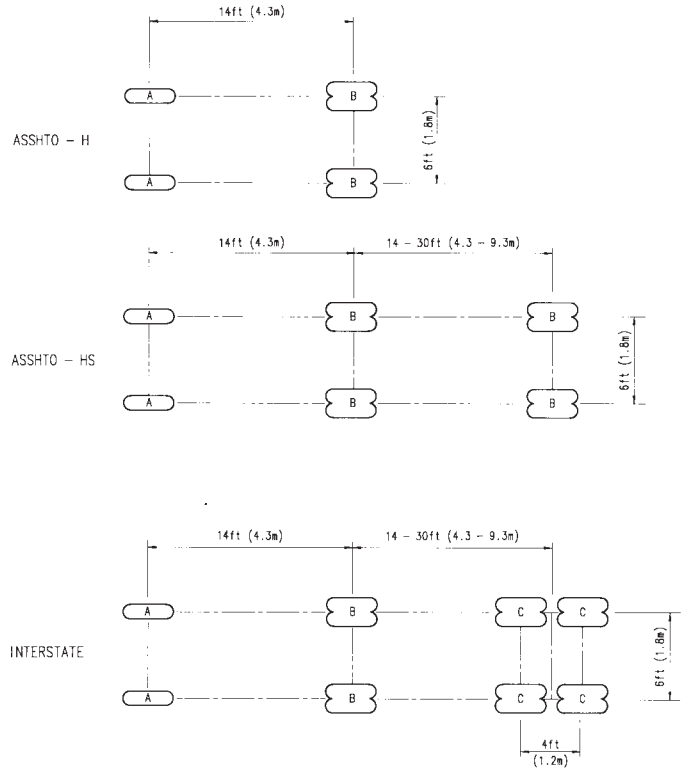 14ft (4.3m)
A B
6ft (1.8m)
ASSHTO - H
A B
14ft (4.3m) 14 - 30ft (4.3 - 9.3m)
A B B
6ft (1.8m)
ASSHTO - HS
A B B
14ft (4.3m) 14 - 30ft (4.3 - 9.3m)
A B C C
6ft (1.8m)
INTERSTATE
A B C C
4ft
(1.2m)